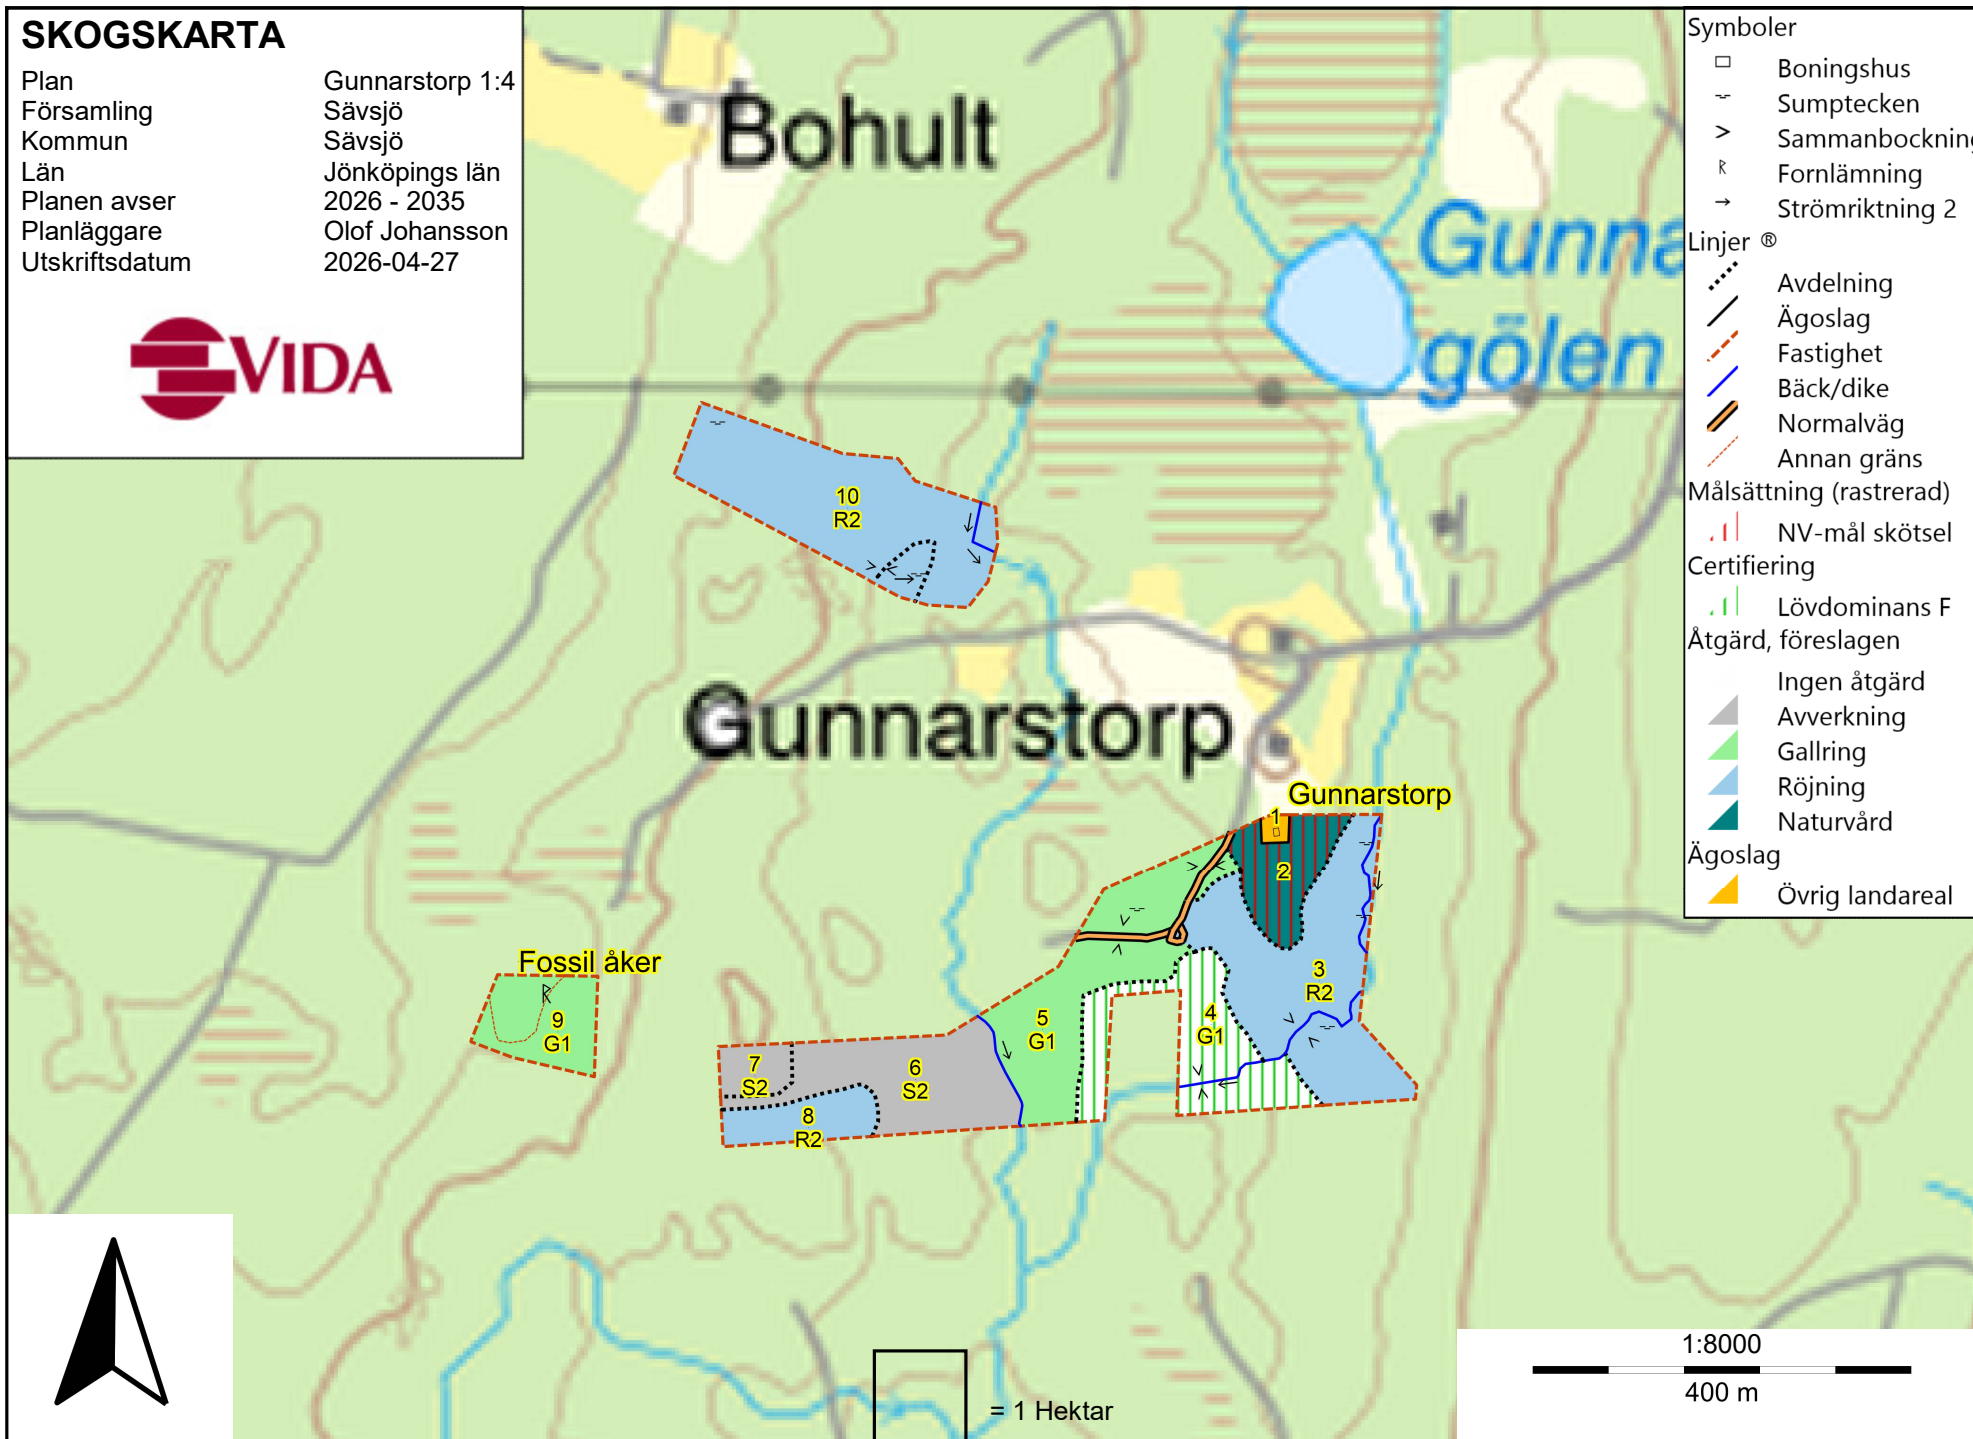 SKOGSKARTA
Plan Gunnarstorp 1:4
Församling Sävsjö
Kommun Sävsjö
Län Jönköpings län
Planen avser 2026 - 2035
Planläggare Olof Johansson
Utskriftsdatum 2026-04-27
VIDA
Bohult
Gunna
gölen
10
R2
Gunnarstorp
Gunnarstorp
1
2
3
R2
4
G1
5
G1
6
S2
7
S2
8
R2
Fossil åker
R
9
G1
Symboler
Boningshus
Sumptecken
Sammanbockning
Fornlämning
Strömriktning 2
Linjer ®
Avdelning
Ägoslag
Fastighet
Bäck/dike
Normalväg
Annan gräns
Målsättning (rastrerad)
NV-mål skötsel
Certifiering
Lövdominans F
Åtgärd, föreslagen
Ingen åtgärd
Avverkning
Gallring
Röjning
Naturvård
Ägoslag
Övrig landareal
= 1 Hektar
1:8000
400 m